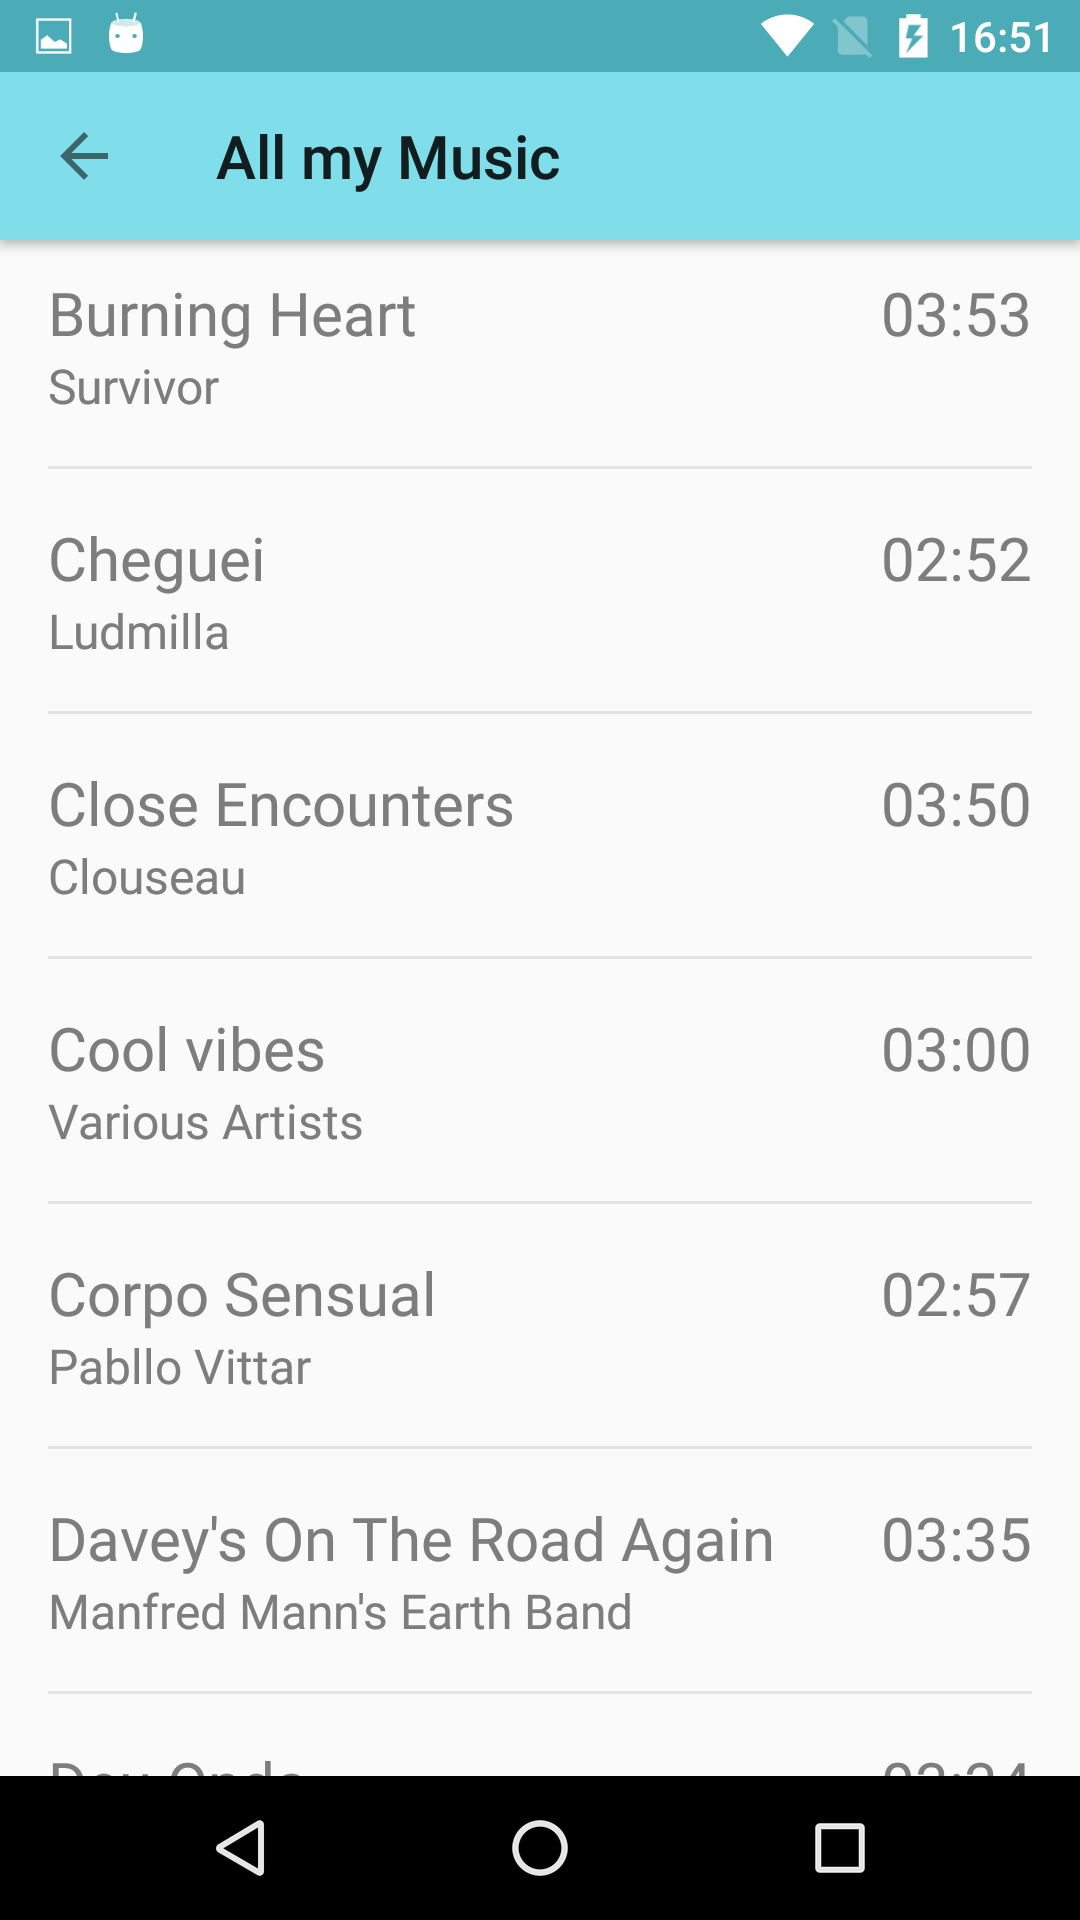 16:51
All my Music
Burning Heart 03:53
Survivor
Cheguei 02:52
Ludmilla
Close Encounters 03:50
Clouseau
Cool vibes 03:00
Various Artists
Corpo Sensual 02:57
Pabllo Vittar
Davey's On The Road Again 03:35
Manfred Mann's Earth Band